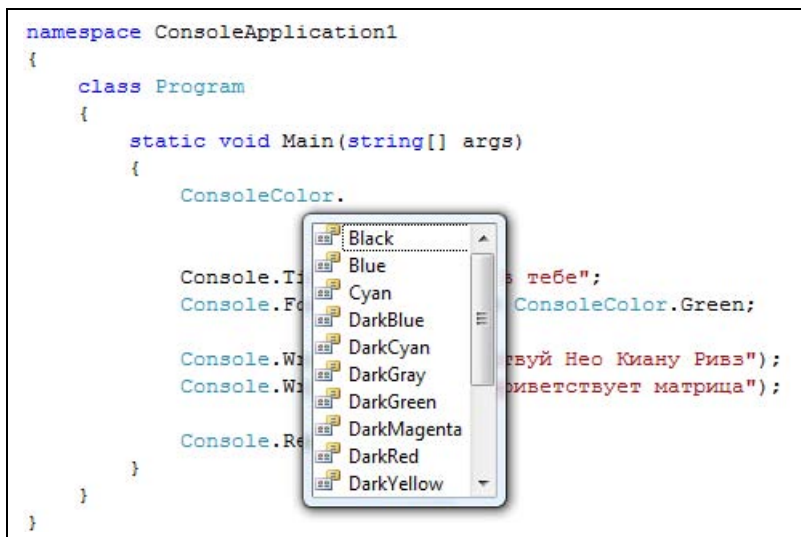 namespace ConsoleApplication1
{
class Program
{
static void Main(string[] args)
{
ConsoleColor.
Black
Blue
Cyan
DarkBlue
DarkCyan
DarkGray
DarkGreen
DarkMagenta
DarkRed
DarkYellow
Console.Ti тебе";
Console.Fo ConsoleColor.Green;
Console.Wr твуй Нео Киану Ривз");
Console.Wr риветствует матрица");
Console.Re
}
}
}